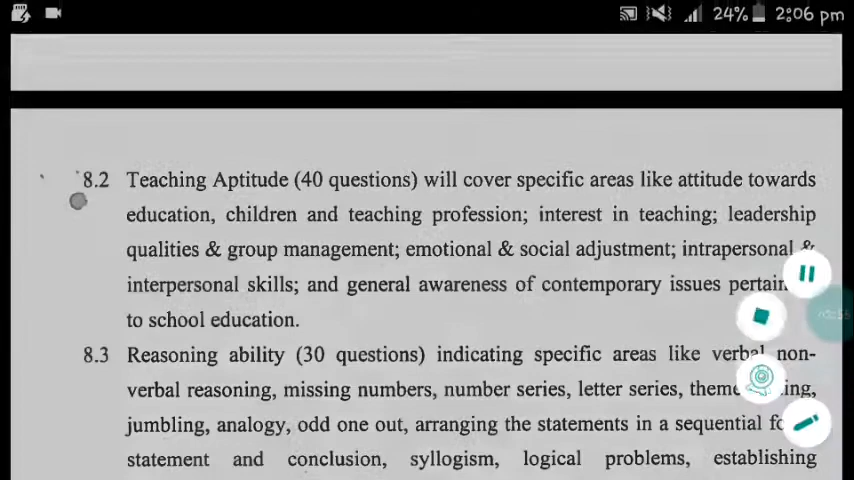 24% 2:06 pm
8.2 Teaching Aptitude (40 questions) will cover specific areas like attitude towards
education, children and teaching profession; interest in teaching; leadership
qualities & group management; emotional & social adjustment; intrapersonal &
interpersonal skills; and general awareness of contemporary issues
to school education.
8.3 Reasoning ability (30 questions) indicating specific areas like verbal non-
verbal reasoning, missing numbers, number series, letter series,
jumbling, analogy, odd one out, arranging the statements in a sequential
statement and conclusion, syllogism, logical problems, establishing